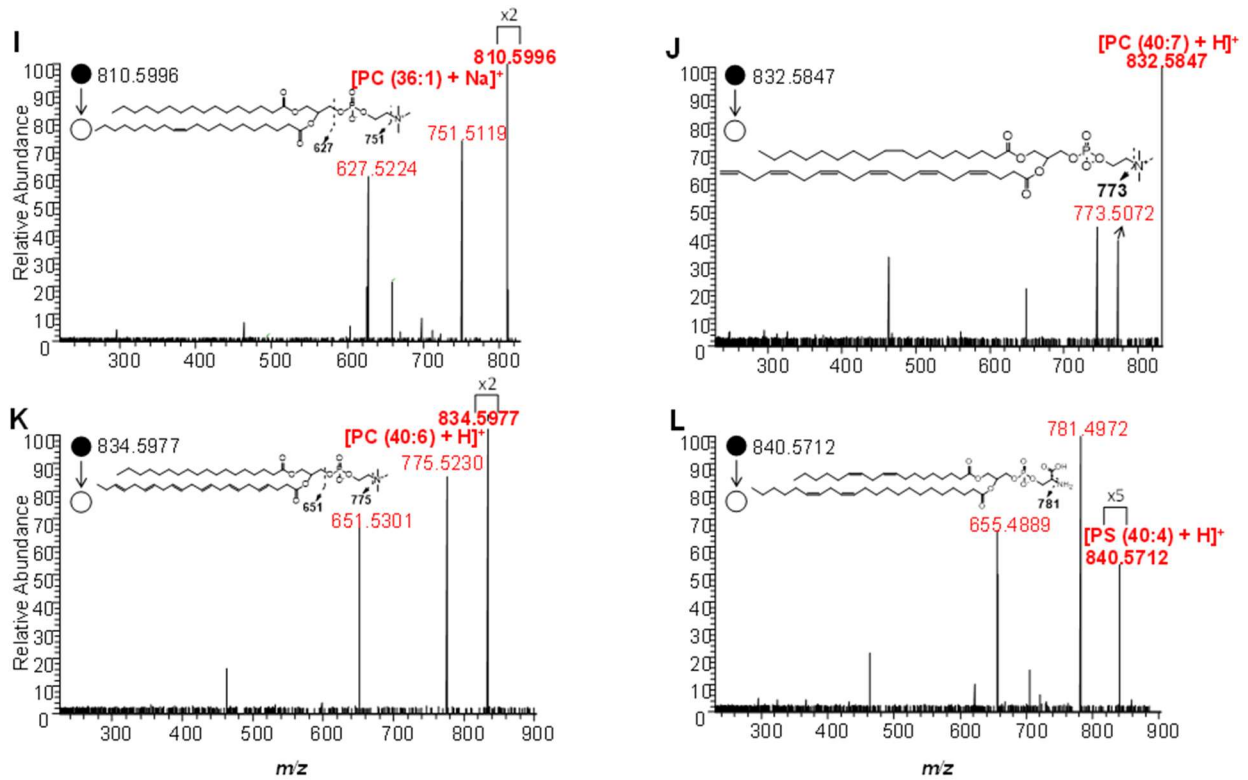 I
x2
810.5996
810.5996
[PC (36:1) + Na]⁺
751.5119
627.5224
627
751
O
O
O
O
O
P
O
O
N
Relative Abundance
100
90
80
70
60
50
40
30
20
10
0
300
400
500
600
700
800
J
[PC (40:7) + H]⁺
832.5847
832.5847
O
O
O
O
O
P
O
O
N
773
773.5072
100
90
80
70
60
50
40
30
20
10
0
300
400
500
600
700
800
K
x2
834.5977
834.5977
[PC (40:6) + H]⁺
775.5230
651
775
651.5301
Relative Abundance
100
90
80
70
60
50
40
30
20
10
0
300
400
500
600
700
800
900
m/z
L
840.5712
781.4972
O
O
O
O
O
P
O
O
O
OH
NH₂
781
655.4889
x5
[PS (40:4) + H]⁺
840.5712
100
90
80
70
60
50
40
30
20
10
0
300
400
500
600
700
800
900
m/z